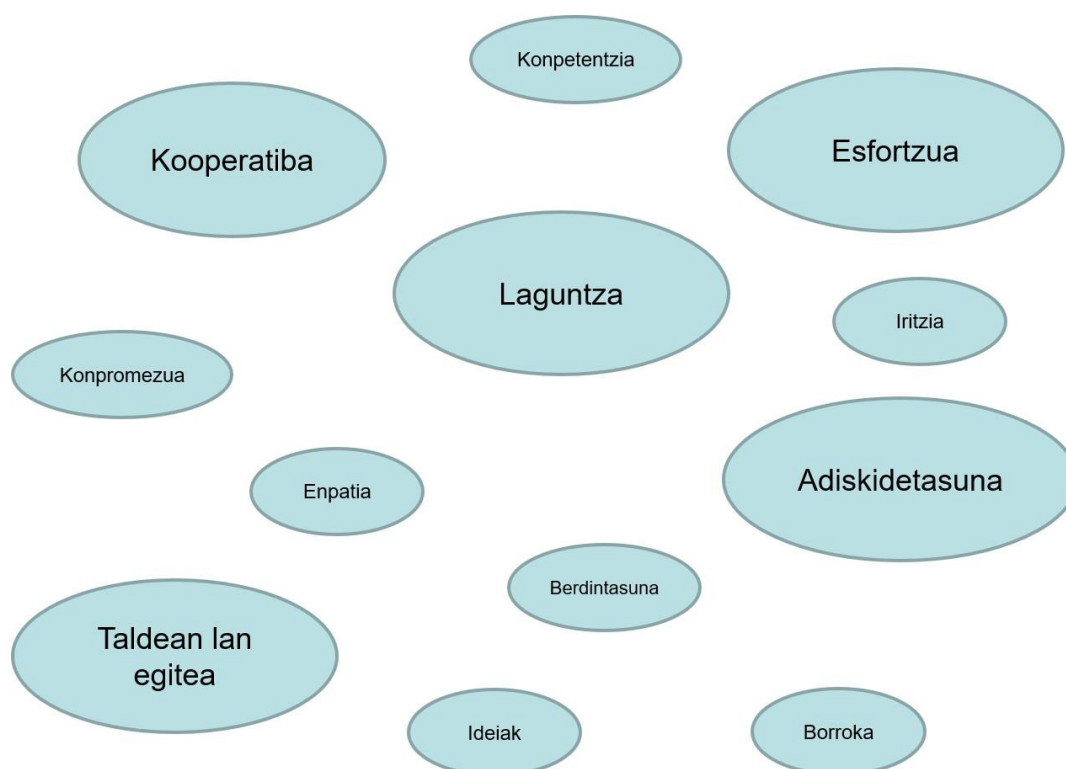 Konpetentzia
Kooperatiba
Esfortzua
Laguntza
Iritzia
Konpromezua
Enpatia
Adiskidetasuna
Berdintasuna
Taldean lan
egitea
Ideiak
Borroka